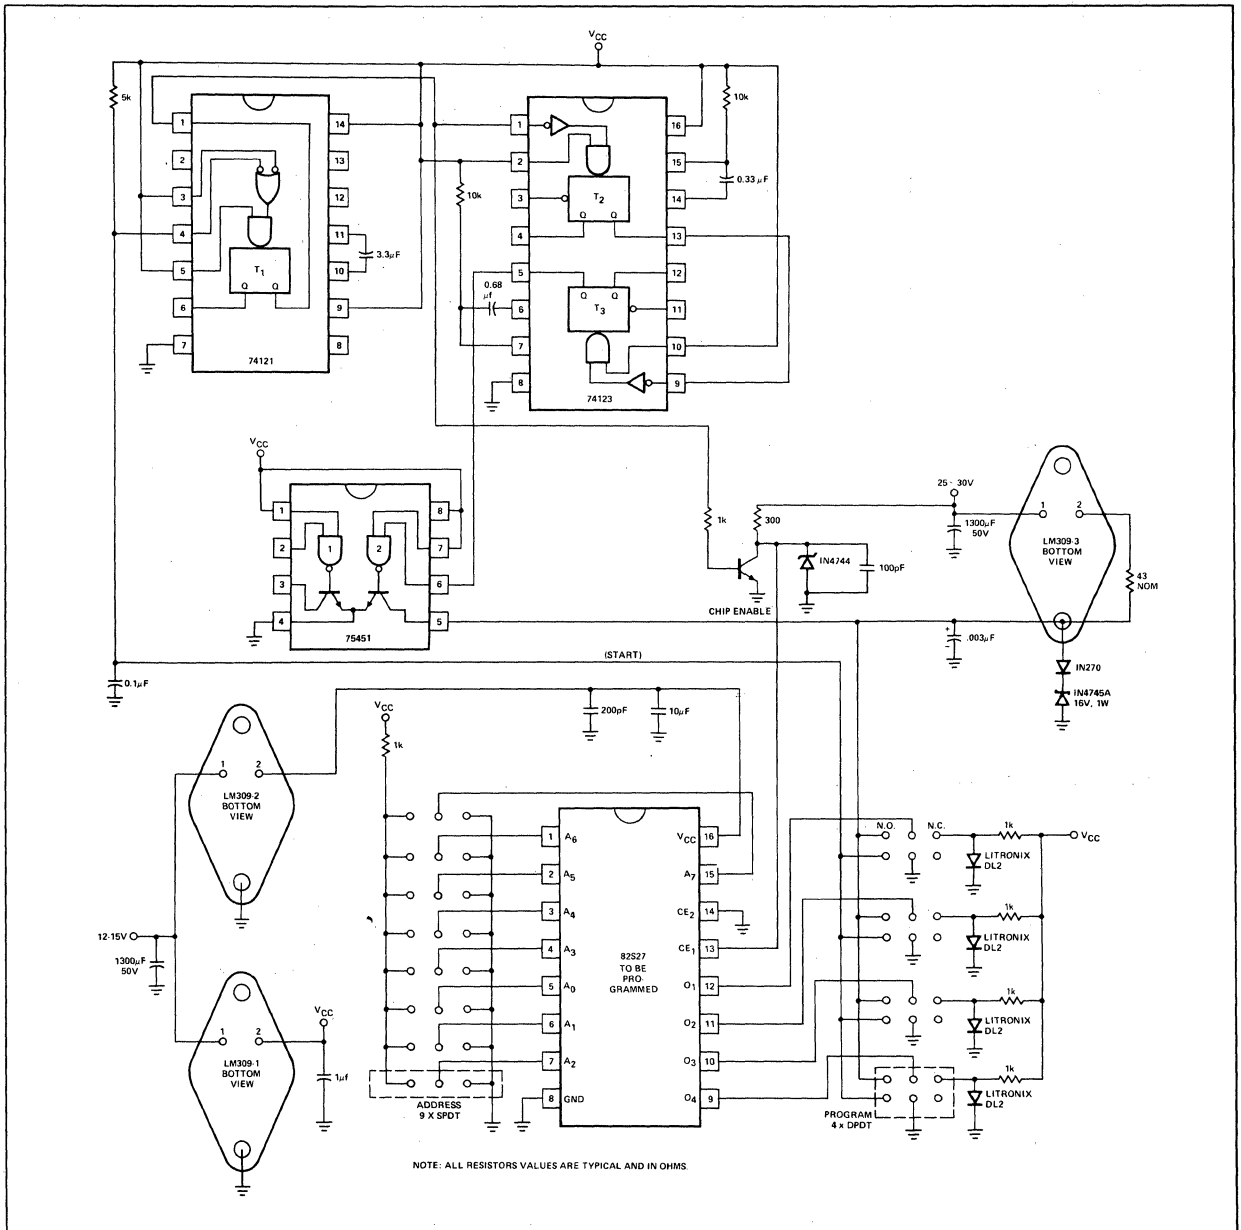 VCC
5k
1
2
3
4
5
6
7
14
13
12
11
10
9
8
T1
Q Q
74121
3.3µF
10k
0.68
µf
1
2
3
4
5
6
7
8
16
15
14
13
12
11
10
9
T2
Q Q
Q Q
T3
74123
10k
0.33 µF
VCC
1
2
3
4
8
7
6
5
1
2
75451
1k
300
CHIP ENABLE
IN4744
100pF
25 - 30V
1300µF
50V
1 2
LM309-3
BOTTOM
VIEW
43
NOM
+
.003µF
−
IN270
IN4745A
16V, 1W
(START)
0.1µF
200pF
10µF
VCC
1k
1 2
LM309-2
BOTTOM
VIEW
12-15V
1300µF
50V
1 2
LM309-1
BOTTOM
VIEW
VCC
1µf
ADDRESS
9 X SPDT
1 A6
2 A5
3 A4
4 A3
5 A0
6 A1
7 A2
8 GND
82S27
TO BE
PRO-
GRAMMED
VCC 16
A7 15
CE2 14
CE1 13
O1 12
O2 11
O3 10
O4 9
N.O. N.C.
1k
VCC
LITRONIX
DL2
1k
LITRONIX
DL2
1k
LITRONIX
DL2
1k
LITRONIX
DL2
PROGRAM
4 x DPDT
NOTE: ALL RESISTORS VALUES ARE TYPICAL AND IN OHMS.